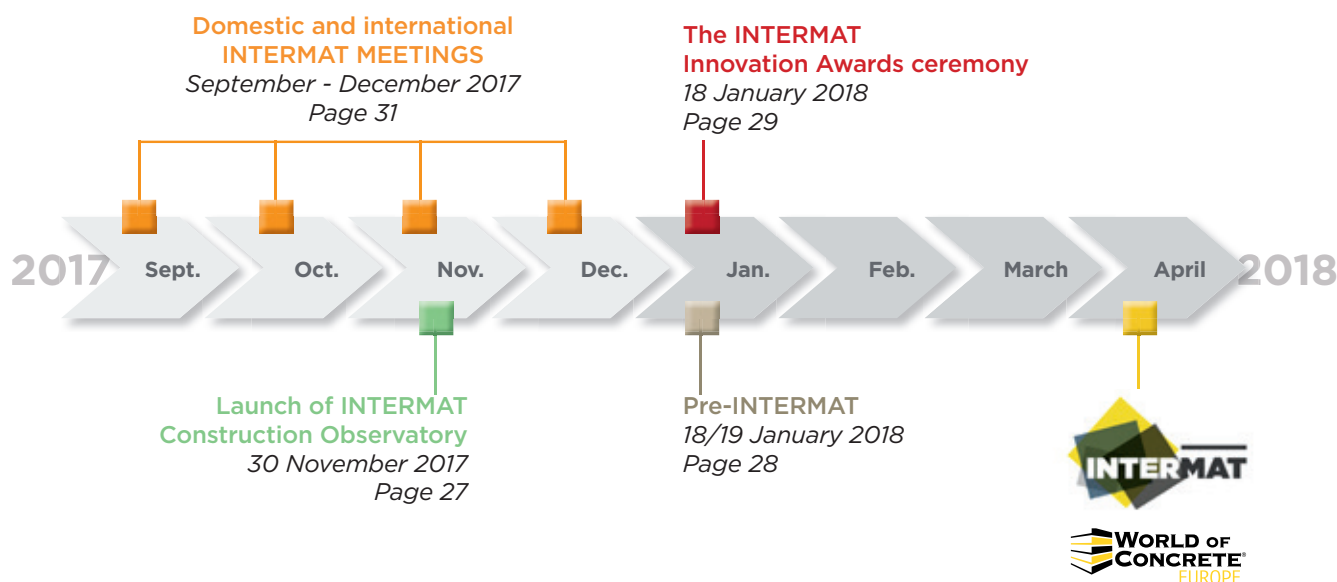 Domestic and international
INTERMAT MEETINGS
September - December 2017
Page 31
The INTERMAT
Innovation Awards ceremony
18 January 2018
Page 29
2017
Sept.
Oct.
Nov.
Dec.
Jan.
Feb.
March
April
2018
Launch of INTERMAT
Construction Observatory
30 November 2017
Page 27
Pre-INTERMAT
18/19 January 2018
Page 28
INTERMAT
WORLD OF
CONCRETE®
EUROPE